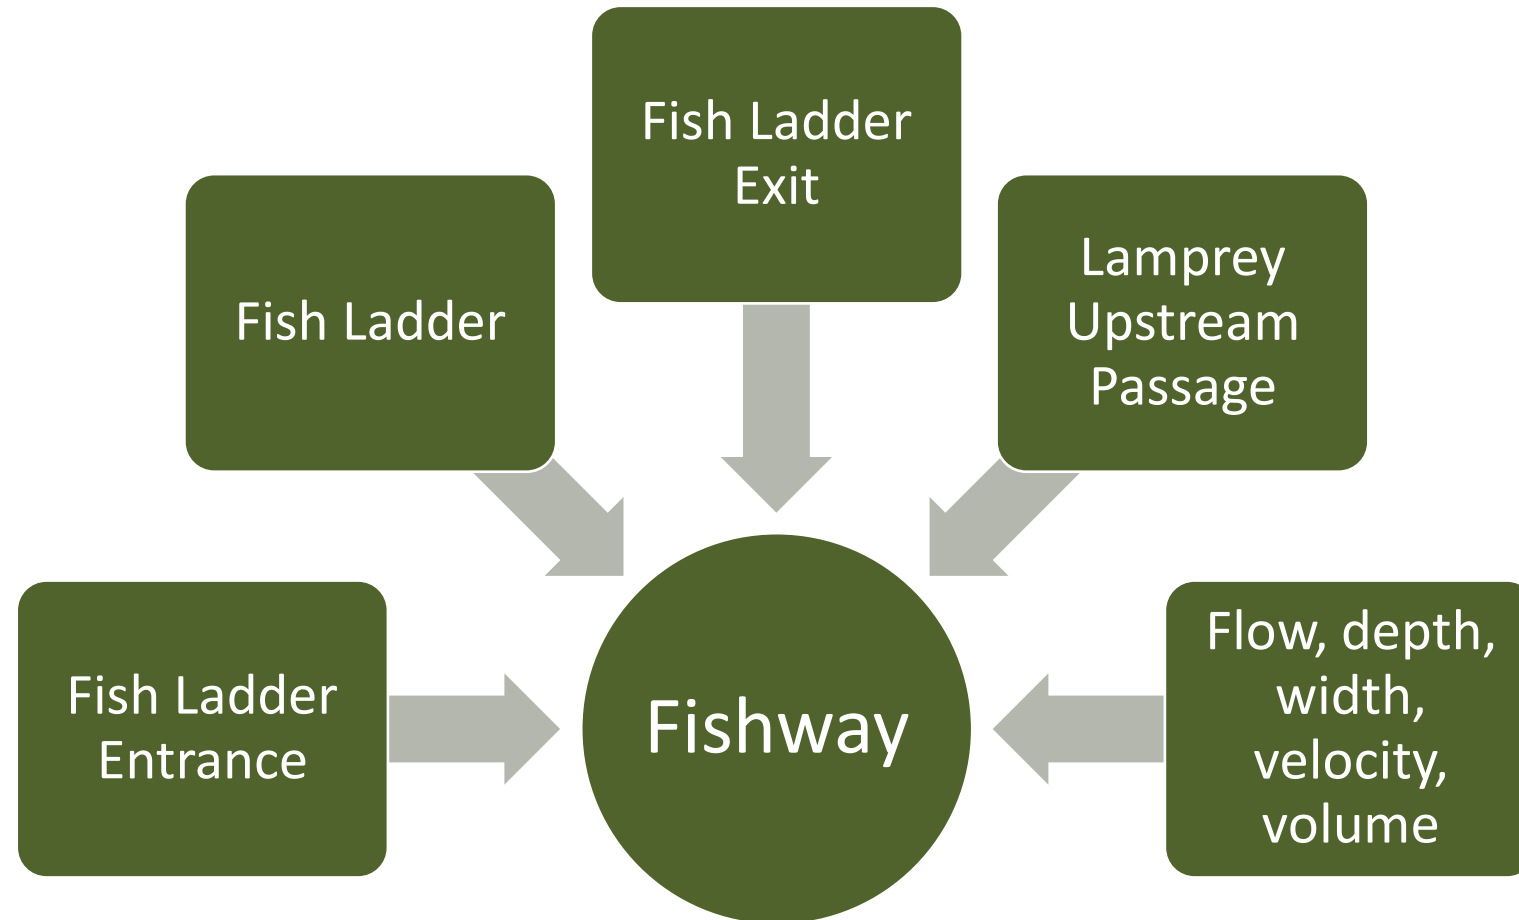 Fish Ladder
Entrance
Fish Ladder
Fish Ladder
Exit
Lamprey
Upstream
Passage
Flow, depth,
width,
velocity,
volume
Fishway